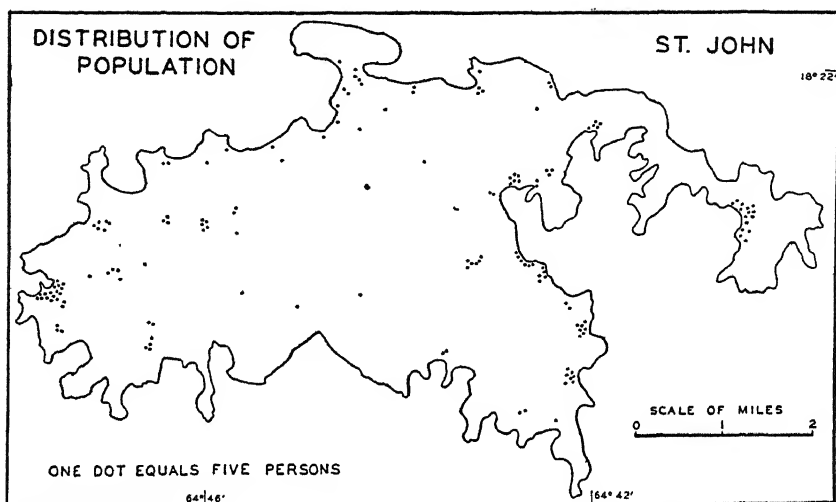 DISTRIBUTION OF
POPULATION
ST. JOHN
18° 22'
SCALE OF MILES
0 1 2
ONE DOT EQUALS FIVE PERSONS
64° 46'
64° 42'